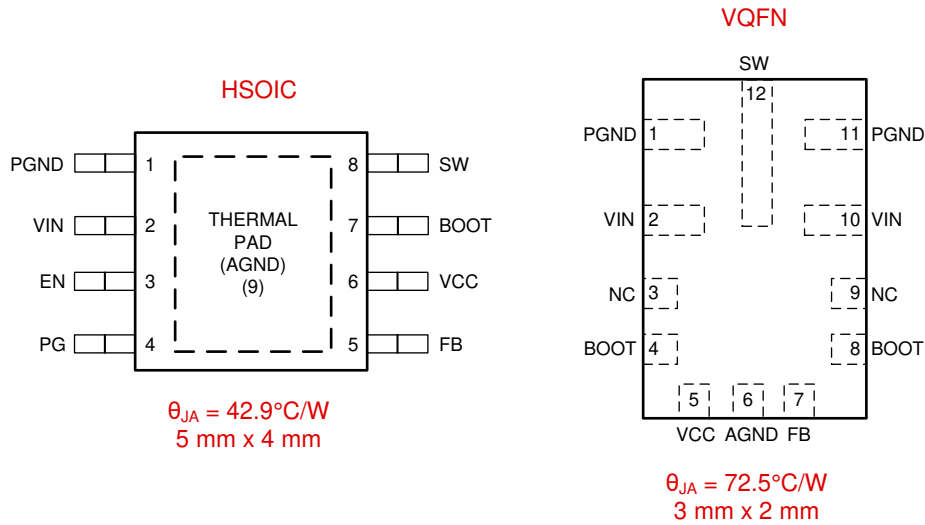 HSOIC
PGND 1
VIN 2
EN 3
PG 4
THERMAL
PAD
(AGND)
(9)
8 SW
7 BOOT
6 VCC
5 FB
θJA = 42.9°C/W
5 mm x 4 mm
VQFN
SW
12
PGND 1
VIN 2
NC 3
BOOT 4
11 PGND
10 VIN
9 NC
8 BOOT
5 6 7
VCC AGND FB
θJA = 72.5°C/W
3 mm x 2 mm